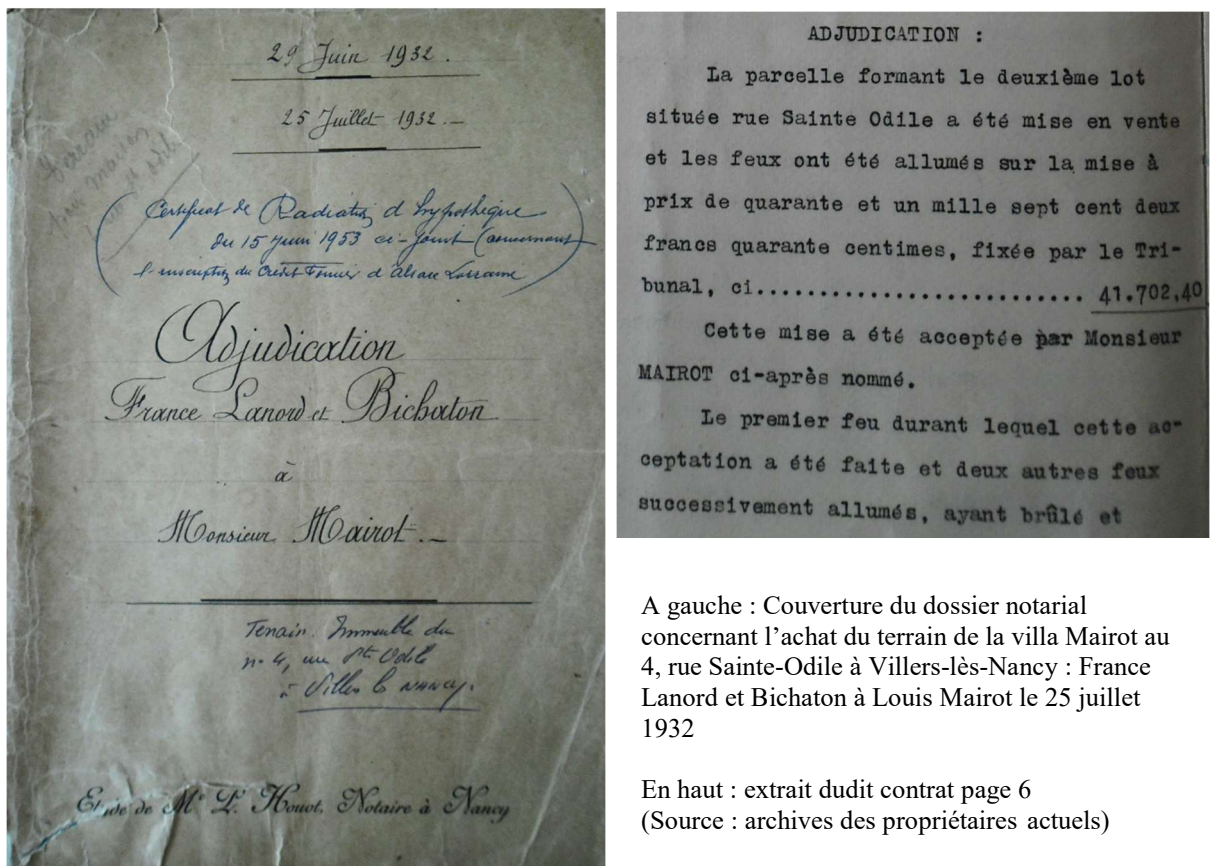 29 Juin 1932.
25 Juillet 1932.-
maison
(Certificat de Radiation d'hypothèque
du 15 juin 1953 ci-joint (concernant
l'inscription du Crédit Foncier d'Alsace Lorraine)
Adjudication
France Lanord et Bichaton
à
Monsieur Mairot.-
Terrain. Immeuble du
n° 4, rue Ste Odile
à Villers le Nancy.
Etude de Me L. Houot, Notaire à Nancy
ADJUDICATION :
La parcelle formant le deuxième lot
située rue Sainte Odile a été mise en vente
et les feux ont été allumés sur la mise à
prix de quarante et un mille sept cent deux
francs quarante centimes, fixée par le Tri-
bunal, ci........................... 41.702,40
Cette mise a été acceptée par Monsieur
MAIROT ci-après nommé.
Le premier feu durant lequel cette ac-
ceptation a été faite et deux autres feux
successivement allumés, ayant brûlé et
A gauche : Couverture du dossier notarial
concernant l'achat du terrain de la villa Mairot au
4, rue Sainte-Odile à Villers-lès-Nancy : France
Lanord et Bichaton à Louis Mairot le 25 juillet
1932
En haut : extrait dudit contrat page 6
(Source : archives des propriétaires actuels)